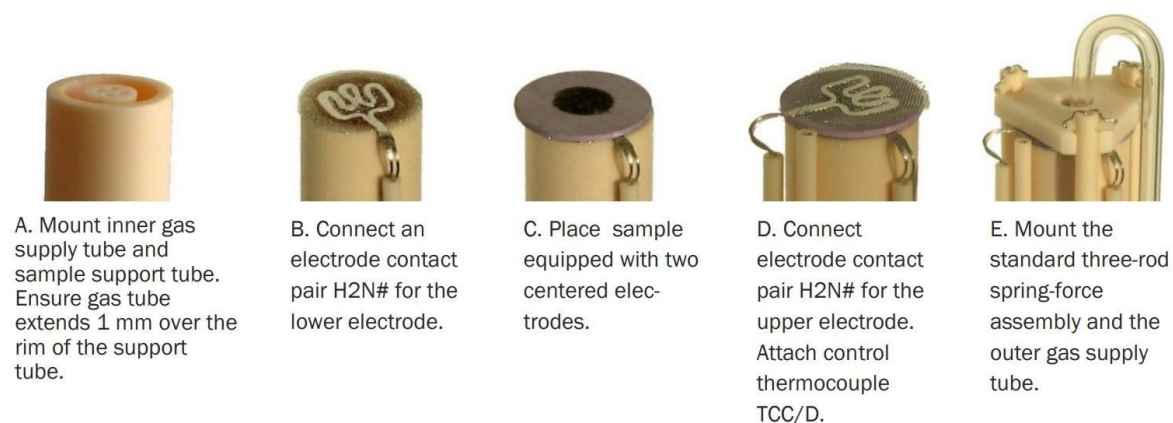 A. Mount inner gas
supply tube and
sample support tube.
Ensure gas tube
extends 1 mm over the
rim of the support
tube.
B. Connect an
electrode contact
pair H2N# for the
lower electrode.
C. Place sample
equipped with two
centered elec-
trodes.
D. Connect
electrode contact
pair H2N# for the
upper electrode.
Attach control
thermocouple
TCC/D.
E. Mount the
standard three-rod
spring-force
assembly and the
outer gas supply
tube.